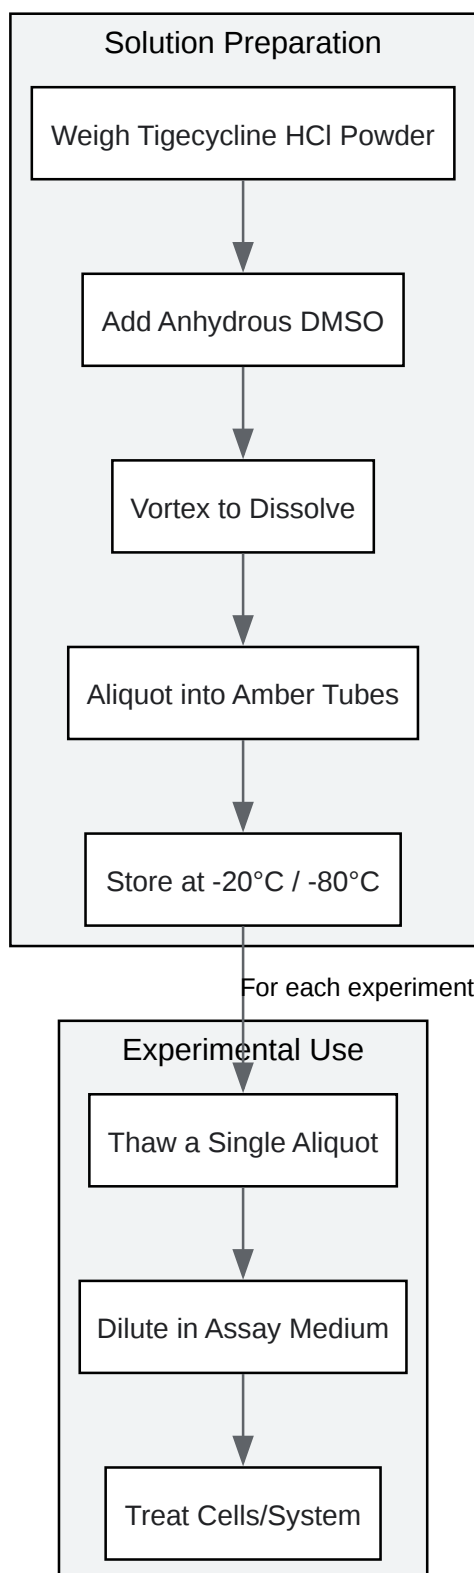 Solution Preparation
Weigh Tigecycline HCl Powder
Add Anhydrous DMSO
Vortex to Dissolve
Aliquot into Amber Tubes
Store at -20°C / -80°C
For each experiment
Experimental Use
Thaw a Single Aliquot
Dilute in Assay Medium
Treat Cells/System